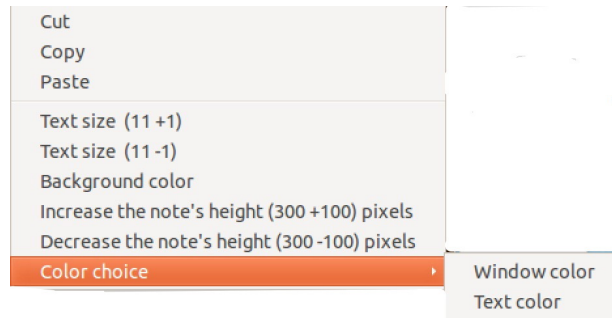 Cut
Copy
Paste
Text size (11 +1)
Text size (11 -1)
Background color
Increase the note's height (300 +100) pixels
Decrease the note's height (300 -100) pixels
Color choice
Window color
Text color